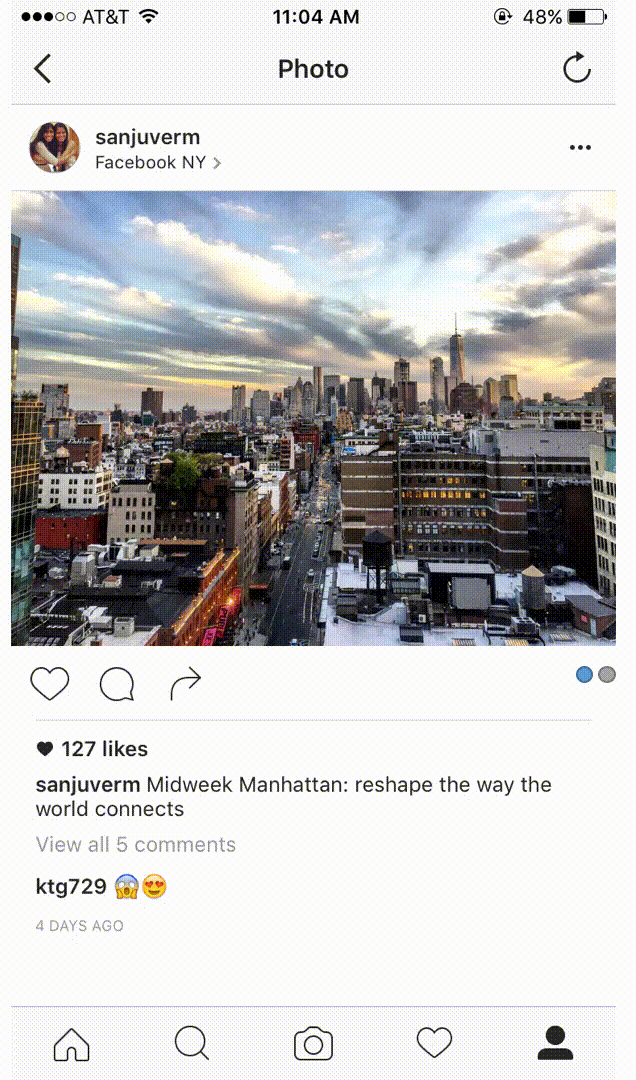 AT&T 11:04 AM 48%
Photo
sanjuverm
Facebook NY
127 likes
sanjuverm Midweek Manhattan: reshape the way the
world connects
View all 5 comments
ktg729 😱😍
4 DAYS AGO